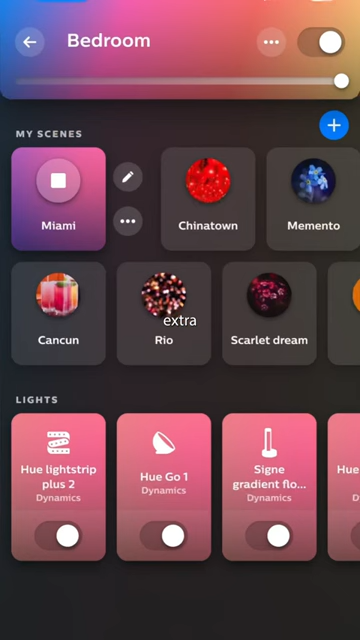 Bedroom
MY SCENES
Miami
Chinatown
Memento
Cancun
Rio
Scarlet dream
extra
LIGHTS
Hue lightstrip
plus 2
Dynamics
Hue Go 1
Dynamics
Signe
gradient flo...
Dynamics
Hue
D